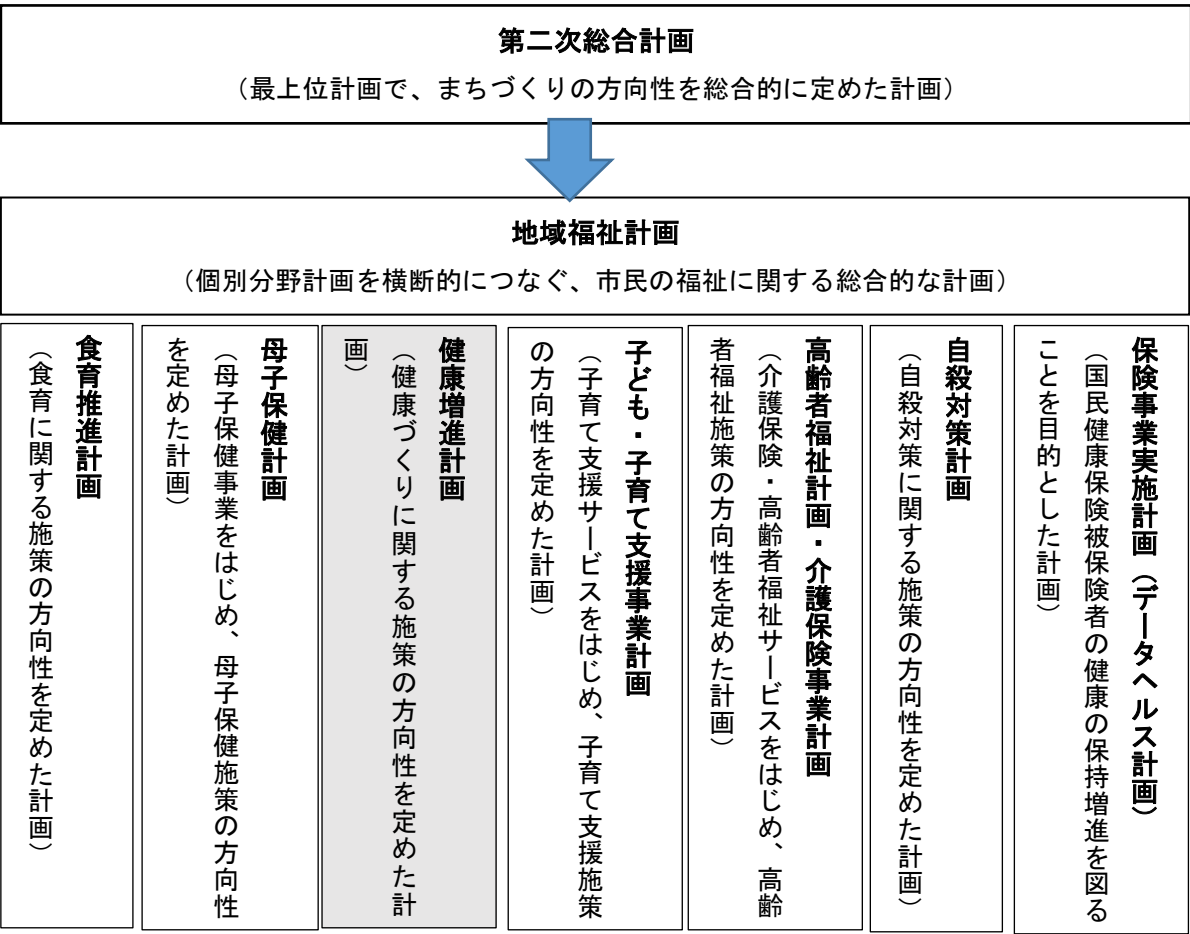 第二次総合計画
（最上位計画で、まちづくりの方向性を総合的に定めた計画）
地域福祉計画
（個別分野計画を横断的につなぐ、市民の福祉に関する総合的な計画）
保険事業実施計画（データヘルス計画）
（国民健康保険被保険者の健康の保持増進を図る
ことを目的とした計画）
自殺対策計画
（自殺対策に関する施策の方向性を定めた計画）
高齢者福祉計画・介護保険事業計画
（介護保険・高齢者福祉サービスをはじめ、高齢
者福祉施策の方向性を定めた計画）
子ども・子育て支援事業計画
（子育て支援サービスをはじめ、子育て支援施策
の方向性を定めた計画）
健康増進計画
（健康づくりに関する施策の方向性を定めた計
画）
母子保健計画
（母子保健事業をはじめ、母子保健施策の方向性
を定めた計画）
食育推進計画
（食育に関する施策の方向性を定めた計画）